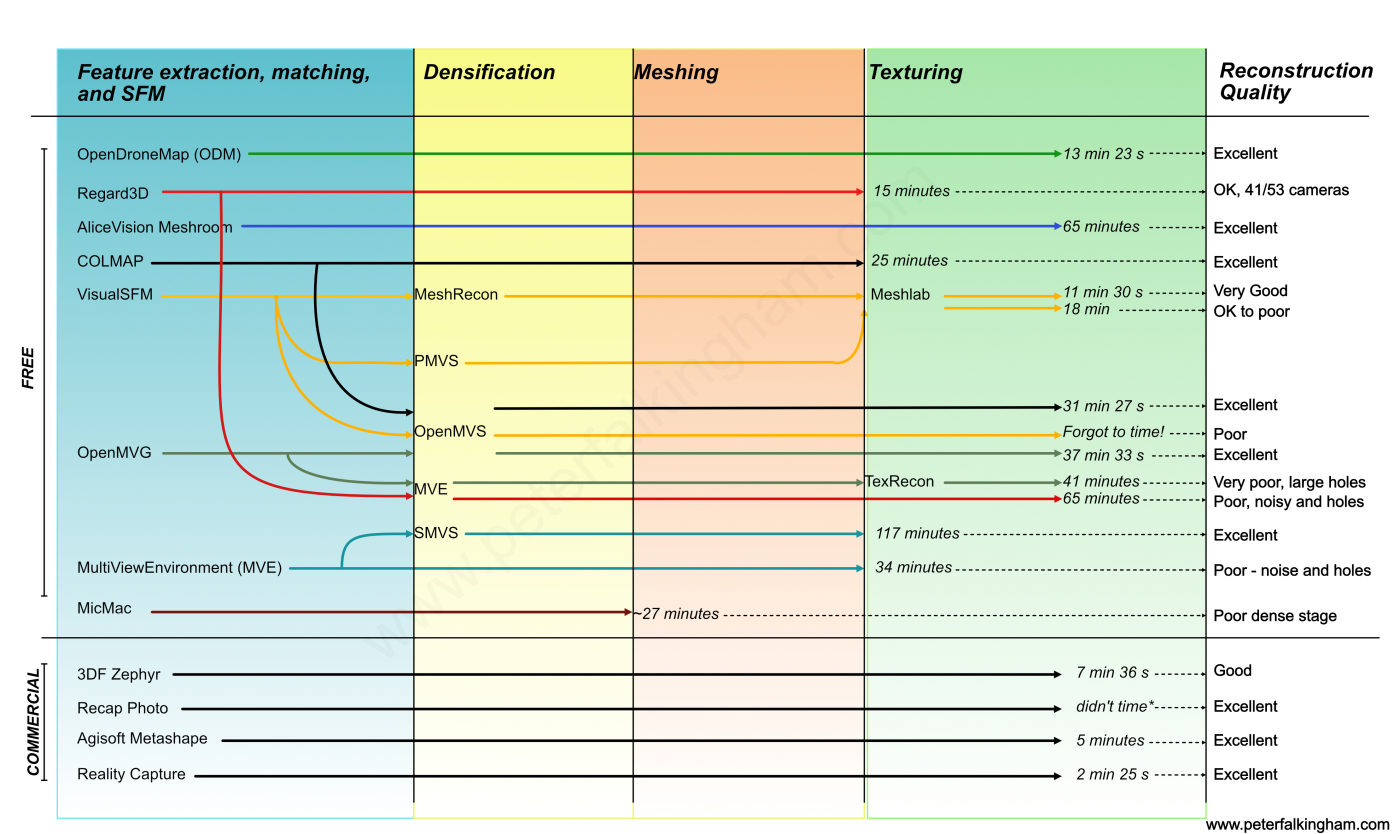 Feature extraction, matching,
and SFM
Densification
Meshing
Texturing
Reconstruction
Quality
FREE
OpenDroneMap (ODM) 13 min 23 s Excellent
Regard3D 15 minutes OK, 41/53 cameras
AliceVision Meshroom 65 minutes Excellent
COLMAP 25 minutes Excellent
VisualSFM MeshRecon Meshlab 11 min 30 s Very Good
18 min OK to poor
PMVS
31 min 27 s Excellent
OpenMVS Forgot to time! Poor
OpenMVG 37 min 33 s Excellent
MVE TexRecon 41 minutes Very poor, large holes
65 minutes Poor, noisy and holes
SMVS 117 minutes Excellent
MultiViewEnvironment (MVE) 34 minutes Poor - noise and holes
MicMac ~27 minutes Poor dense stage
COMMERCIAL
3DF Zephyr 7 min 36 s Good
Recap Photo didn't time* Excellent
Agisoft Metashape 5 minutes Excellent
Reality Capture 2 min 25 s Excellent
www.peterfalkingham.com
www.peterfalkingham.com